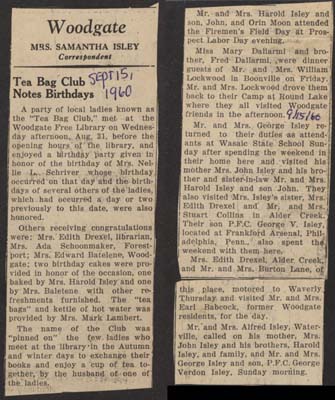 Woodgate
MRS. SAMANTHA ISLEY
Correspondent
Tea Bag Club
Notes Birthdays
Sept 15,
1960
A party of local ladies known as
the "Tea Bag Club," met at the
Woodgate Free Library on Wednes-
day afternoon, Aug. 31, before the
opening hours of the library, and
enjoyed a birthday party given in
honor of the birthday of Mrs. Nel-
lie L. Schriver whose birthday
occurred on that day and the birth-
days of several others of the ladies,
which had occurred a day or two
previously to this date, were also
honored.
Others receiving congratulations
were: Mrs. Edith Drexel, librarian,
Mrs. Ada Schoonmaker, Forest-
port; Mrs. Edward Batelene, Wood-
gate; two birthday cakes were pro-
vided in honor of the occasion, one
baked by Mrs. Harold Isley and one
by Mrs. Batelene with other re-
freshments furnished. The "tea
bags" and kettle of hot water was
provided by Mrs. Mark Lambert.
The name of the Club was
"pinned on" the few ladies who
meet at the library in the Autumn
and winter days to exchange their
books and enjoy a cup of tea to-
gether, by the husband of one of
the ladies.
Mr. and Mrs. Harold Isley and
son, John, and Orin Moon attended
the Firemen's Field Day at Pros-
pect Labor Day evening.
Miss Mary Dallarmi and bro-
ther, Fred Dallarmi, were dinner
guests of Mr. and Mrs. William
Lockwood in Boonville on Friday.
Mr. and Mrs. Lockwood drove them
back to their Camp at Round Lake
where they all visited Woodgate
friends in the afternoon.
9/15/60
Mr. and Mrs. George Isley re-
turned to their duties as attend-
ants at Wassaic State School Sun-
day after spending the weekend in
their home here and visited his
mother Mrs. John Isley and his bro-
ther and sister-in-law Mr. and Mrs.
Harold Isley and son John. They
also visited Mrs. Isley's sister, Mrs.
Edith Drexel and Mr. and Mrs.
Stuart Collins in Alder Creek.
Their son P.F.C. George V. Isley,
located at Frankford Arsenal, Phil-
adelphia, Penn., also spent the
weekend with them here.
Mrs. Edith Drexel, Alder Creek,
and Mr. and Mrs. Burton Lane, of
this place, motored to Waverly
Thursday and visited Mr. and Mrs.
Earl Babcock, former Woodgate
residents, for the day.
Mr. and Mrs. Alfred Isley, Water-
ville, called on his mother, Mrs.
John Isley and his brothers, Harold
Isley, and family, and Mr. and Mrs.
George Isley and son, P.F.C. George
Verdon Isley, Sunday morning.